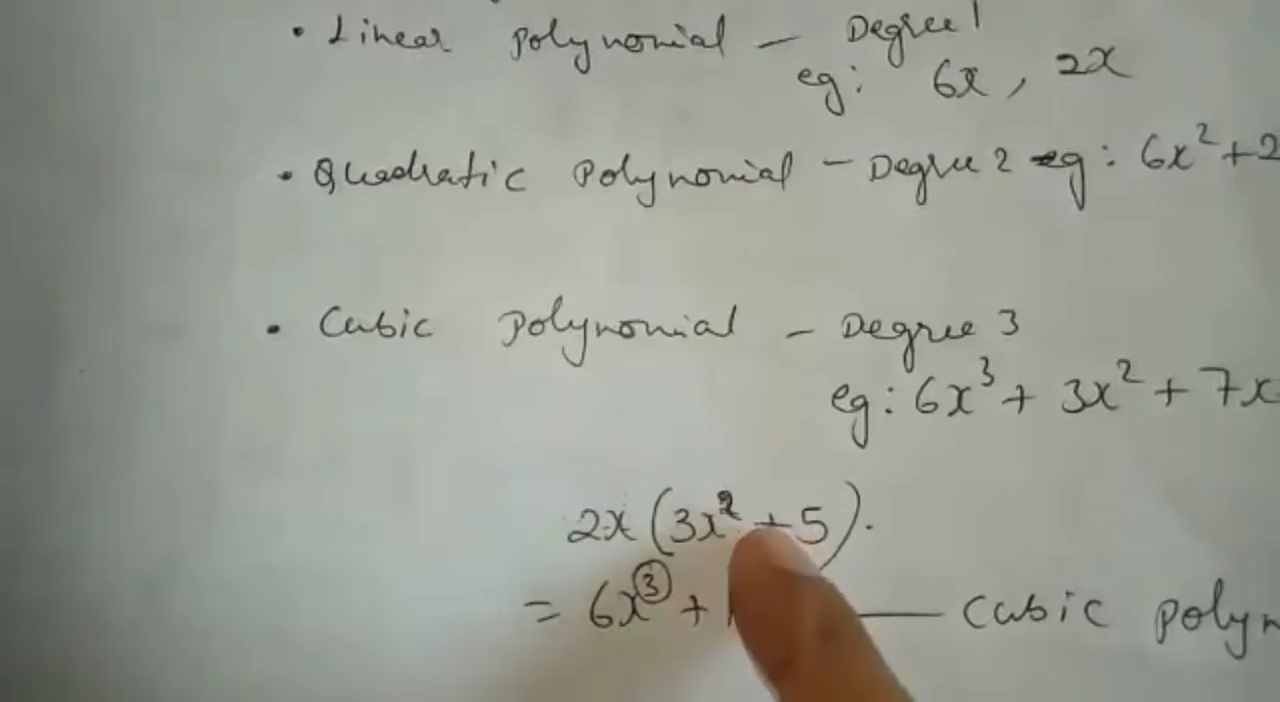 • Linear polynomial — Degree 1
eg: 6x, 2x
• Quadratic Polynomial - Degree 2 eg: 6x² + 2
• Cubic Polynomial - Degree 3
eg: 6x³ + 3x² + 7x
2x (3x² + 5).
= 6x³ + — Cubic polyn